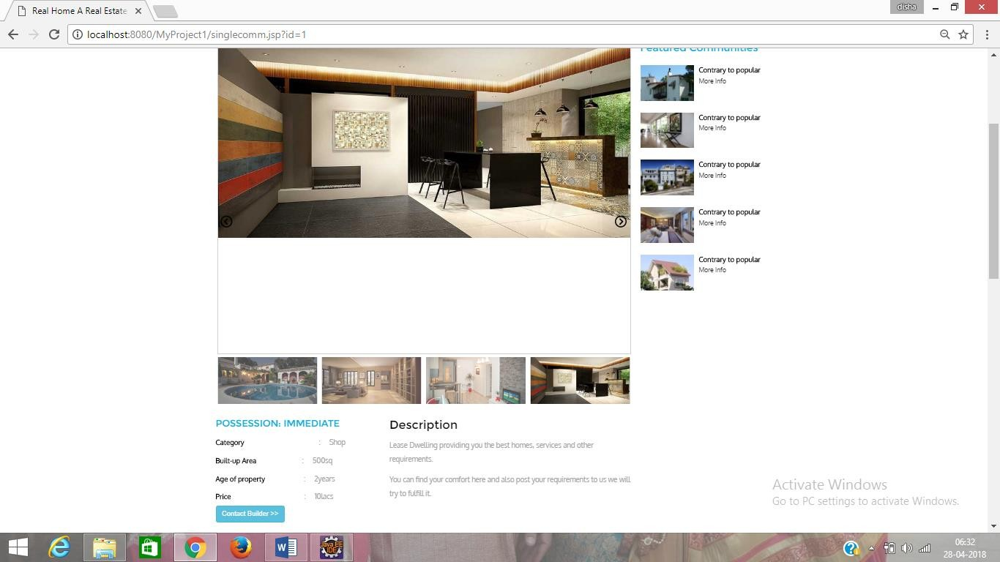 Real Home A Real Estate
disha
localhost:8080/MyProject1/singlecomm.jsp?id=1
Featured Communities
Contrary to popular
More Info
Contrary to popular
More Info
Contrary to popular
More Info
Contrary to popular
More Info
Contrary to popular
More Info
POSSESSION: IMMEDIATE
Category : Shop
Built-up Area : 500sq
Age of property : 2years
Price : 10lacs
Contact Builder >>
Description
Lease Dwelling providing you the best homes, services and other
requirements.
You can find your comfort here and also post your requirements to us we will
try to fulfill it.
Activate Windows
Go to PC settings to activate Windows.
Java EE
IDE
06:32
28-04-2018